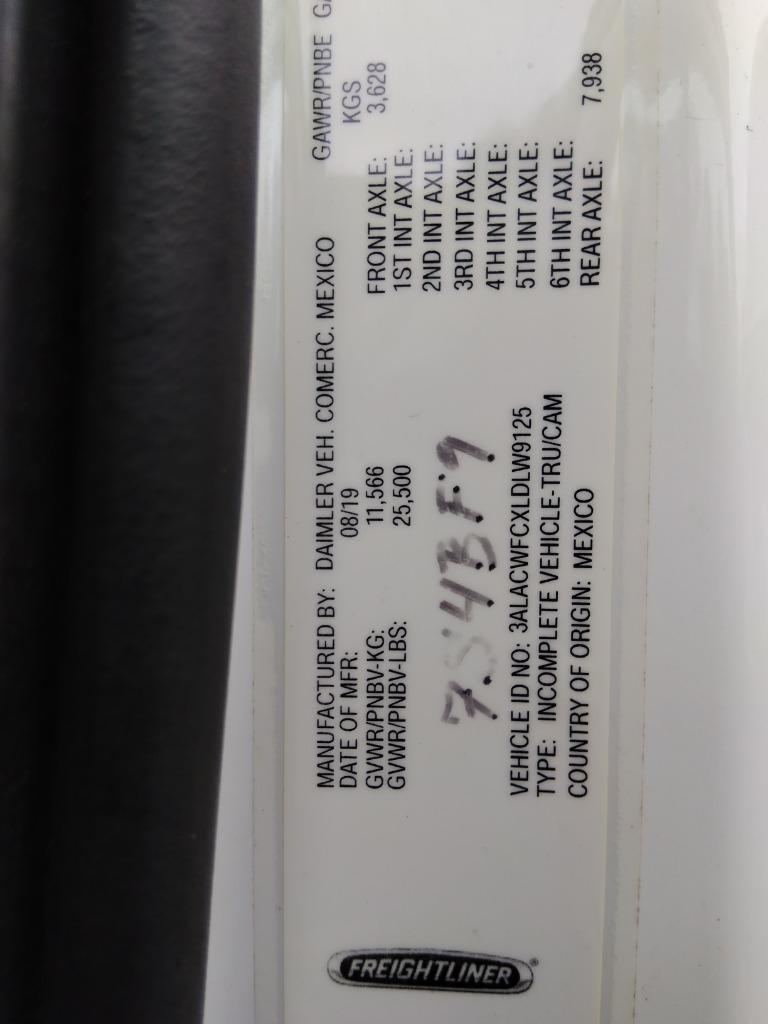 FREIGHTLINER®
MANUFACTURED BY: DAIMLER VEH. COMERC. MEXICO
DATE OF MFR: 08/19
GVWR/PNBV-KG: 11,566
GVWR/PNBV-LBS: 25,500
VEHICLE ID NO: 3ALACWFCXLDLW9125
TYPE: INCOMPLETE VEHICLE-TRU/CAM
COUNTRY OF ORIGIN: MEXICO
GAWR/PNBE
KGS
FRONT AXLE: 3,628
1ST INT AXLE:
2ND INT AXLE:
3RD INT AXLE:
4TH INT AXLE:
5TH INT AXLE:
6TH INT AXLE:
REAR AXLE: 7,938